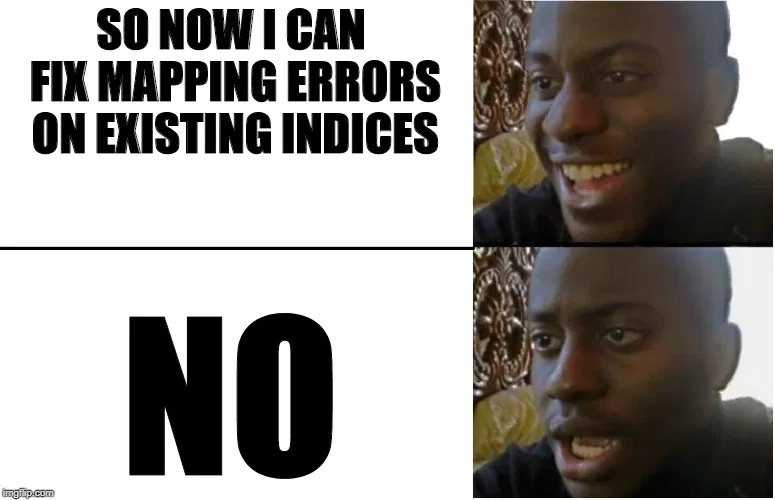 SO NOW I CAN
FIX MAPPING ERRORS
ON EXISTING INDICES
NO
imgflip.com